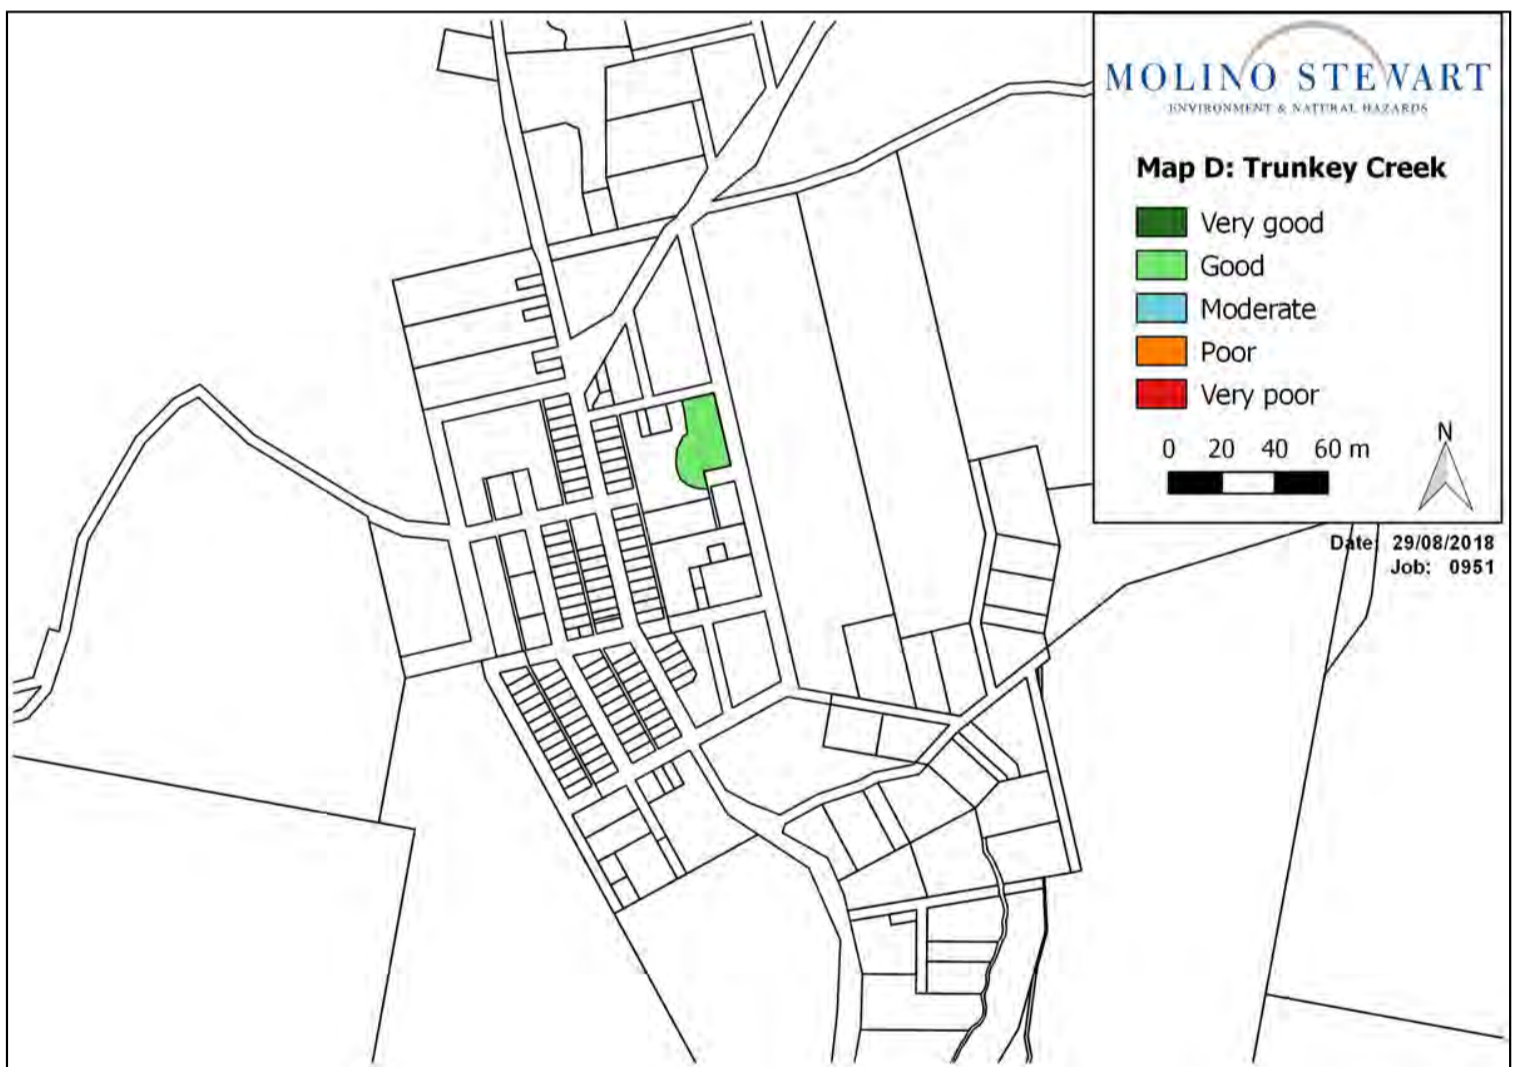 MOLINO STEWART
ENVIRONMENT & NATURAL HAZARDS
Map D: Trunkey Creek
Very good
Good
Moderate
Poor
Very poor
0 20 40 60 m
N
Date: 29/08/2018
Job: 0951